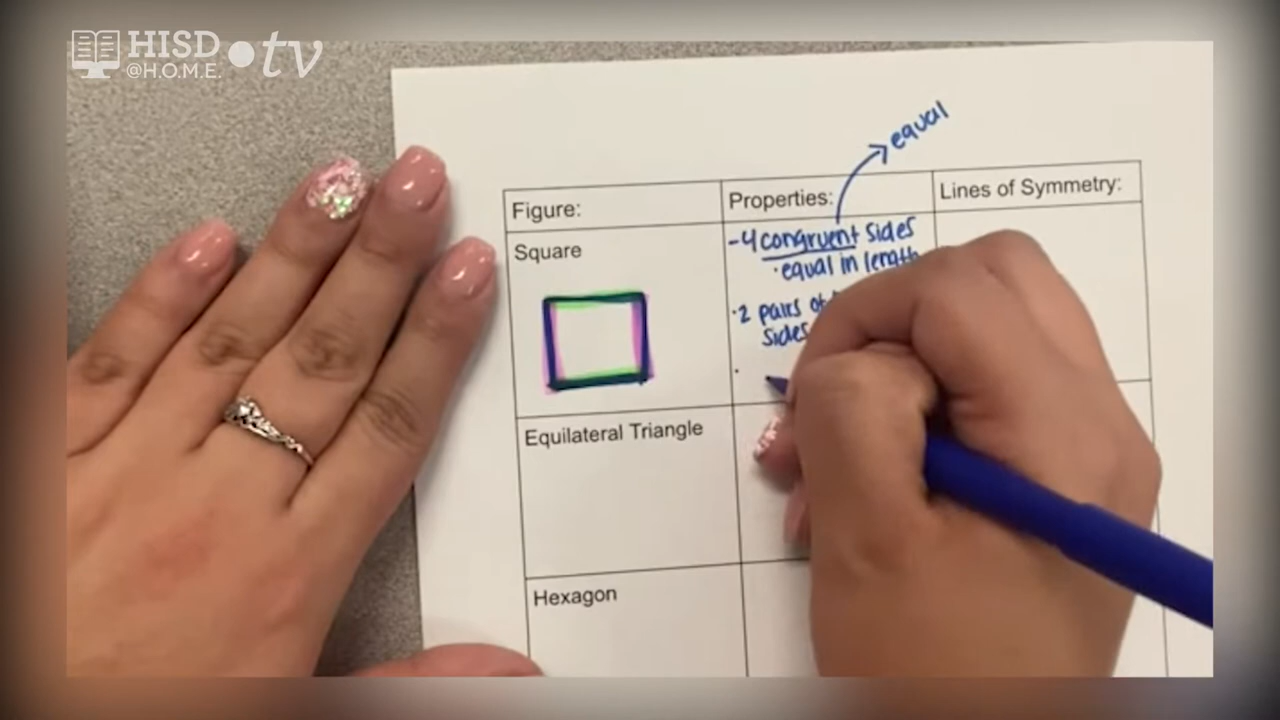 HISD
@H.O.M.E. tv
equal
Figure: Properties: Lines of Symmetry:
Square
-4 congruent sides
·equal in length
·2 pairs of
sides
·
Equilateral Triangle
Hexagon